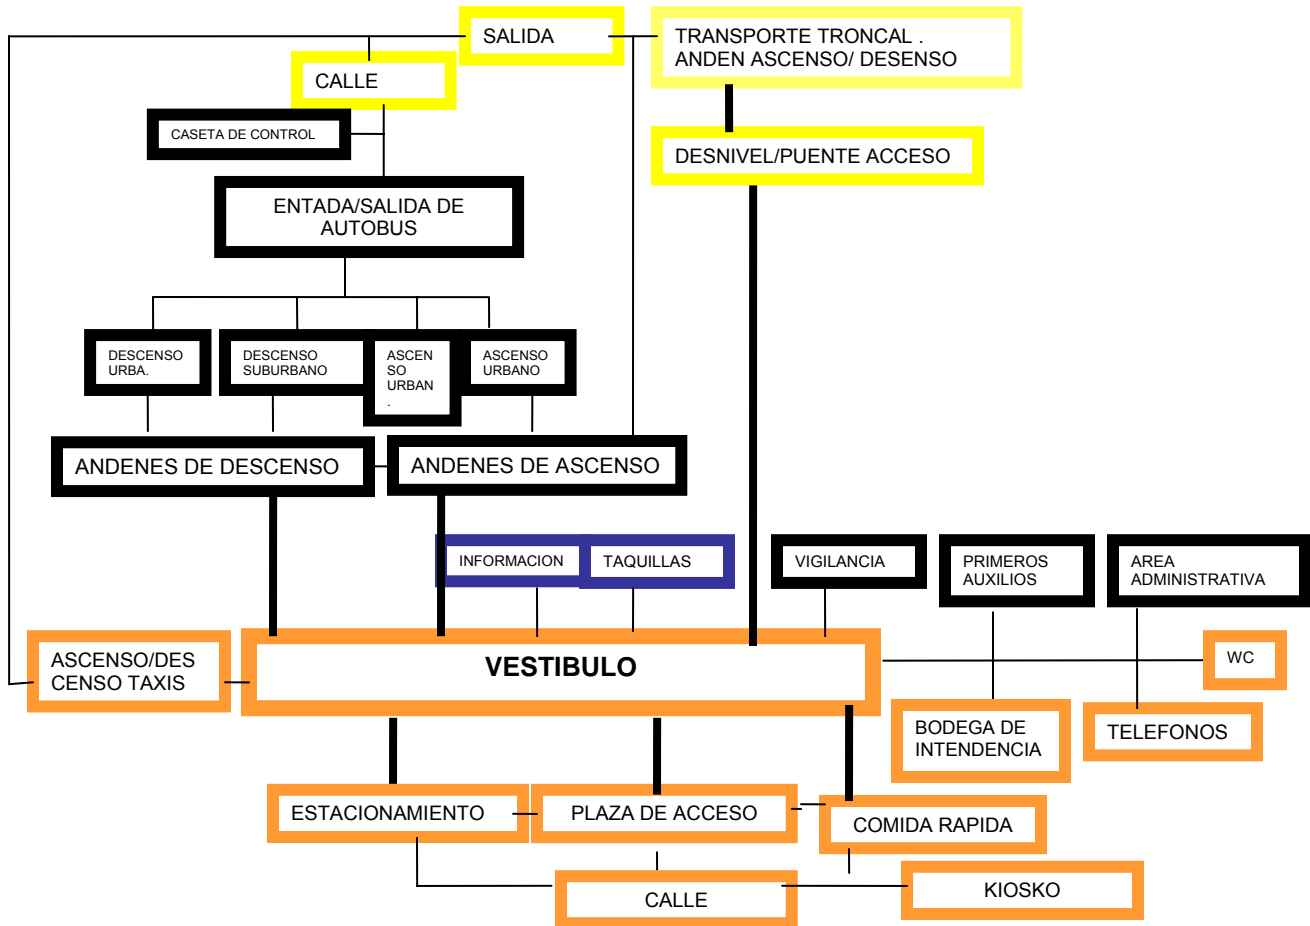 SALIDA
TRANSPORTE TRONCAL .
ANDEN ASCENSO/ DESENSO
CALLE
CASETA DE CONTROL
DESNIVEL/PUENTE ACCESO
ENTADA/SALIDA DE
AUTOBUS
DESCENSO
URBA.
DESCENSO
SUBURBANO
ASCEN
SO
URBAN
.
ASCENSO
URBANO
ANDENES DE DESCENSO
ANDENES DE ASCENSO
INFORMACION
TAQUILLAS
VIGILANCIA
PRIMEROS
AUXILIOS
AREA
ADMINISTRATIVA
ASCENSO/DES
CENSO TAXIS
VESTIBULO
WC
BODEGA DE
INTENDENCIA
TELEFONOS
ESTACIONAMIENTO
PLAZA DE ACCESO
COMIDA RAPIDA
CALLE
KIOSKO